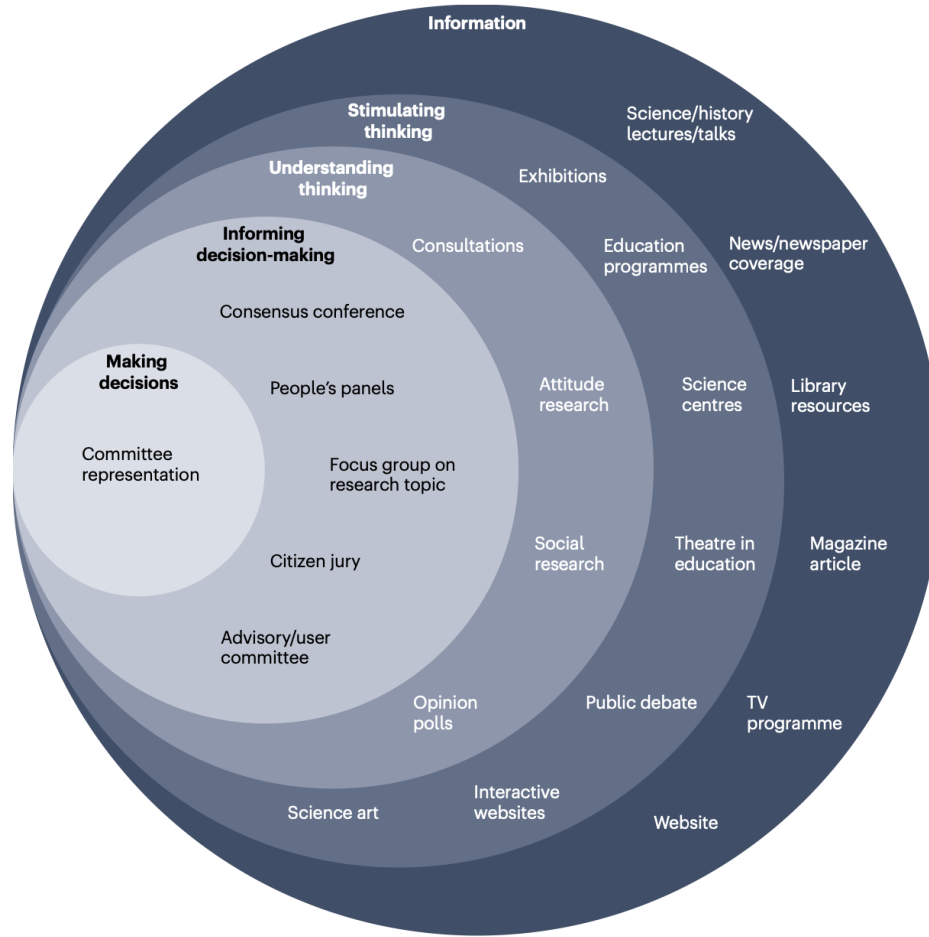 Information
Stimulating
thinking
Science/history
lectures/talks
Understanding
thinking
Exhibitions
Informing
decision-making
Consultations
Education
programmes
News/newspaper
coverage
Consensus conference
Making
decisions
People’s panels
Attitude
research
Science
centres
Library
resources
Committee
representation
Focus group on
research topic
Citizen jury
Social
research
Theatre in
education
Magazine
article
Advisory/user
committee
Opinion
polls
Public debate
TV
programme
Science art
Interactive
websites
Website